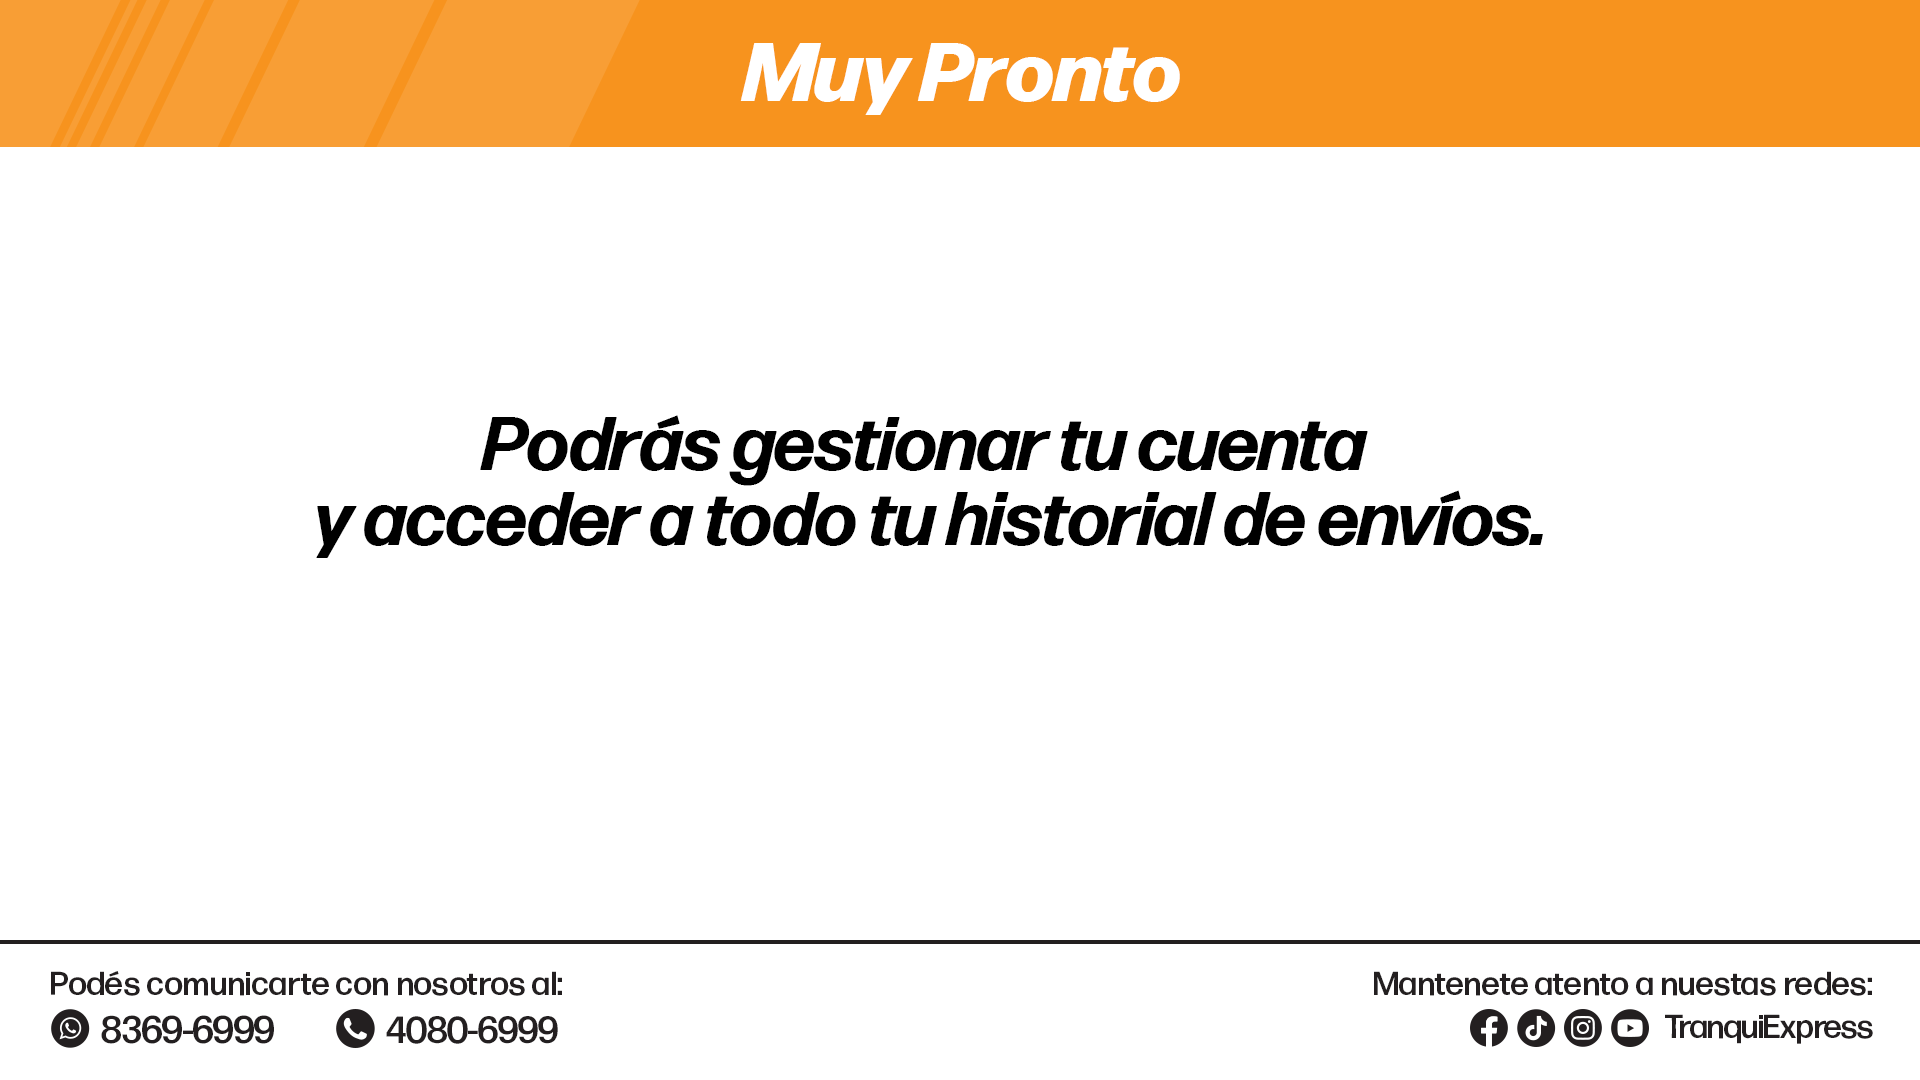 Muy Pronto
Podrás gestionar tu cuenta
y acceder a todo tu historial de envíos.
Podés comunicarte con nosotros al:
8369-6999 4080-6999
Mantenete atento a nuestas redes:
TranquiExpress